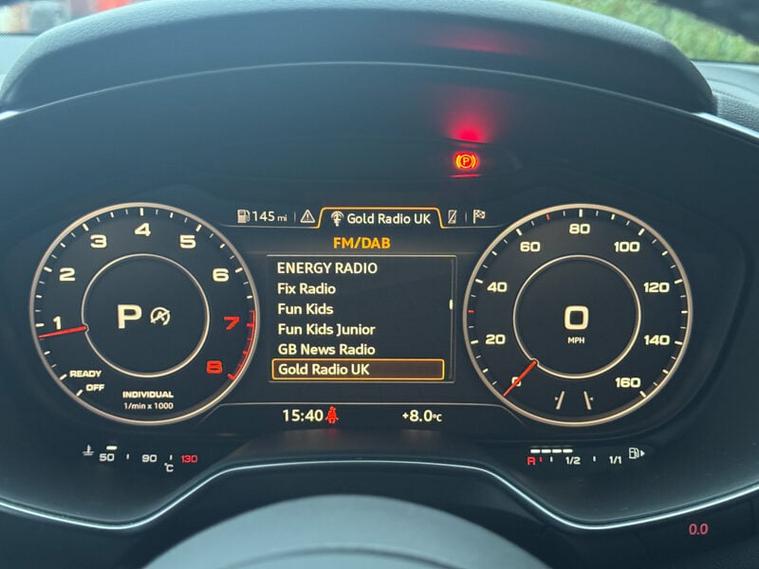 P
145 mi Gold Radio UK
FM/DAB
ENERGY RADIO
Fix Radio
Fun Kids
Fun Kids Junior
GB News Radio
Gold Radio UK
1 2 3 4 5 6 7 8
P A
READY
OFF
INDIVIDUAL
1/min x 1000
0 20 40 60 80 100 120 140 160
0
MPH
15:40 +8.0°C
50 90 130
°C
R 1/2 1/1
0.0